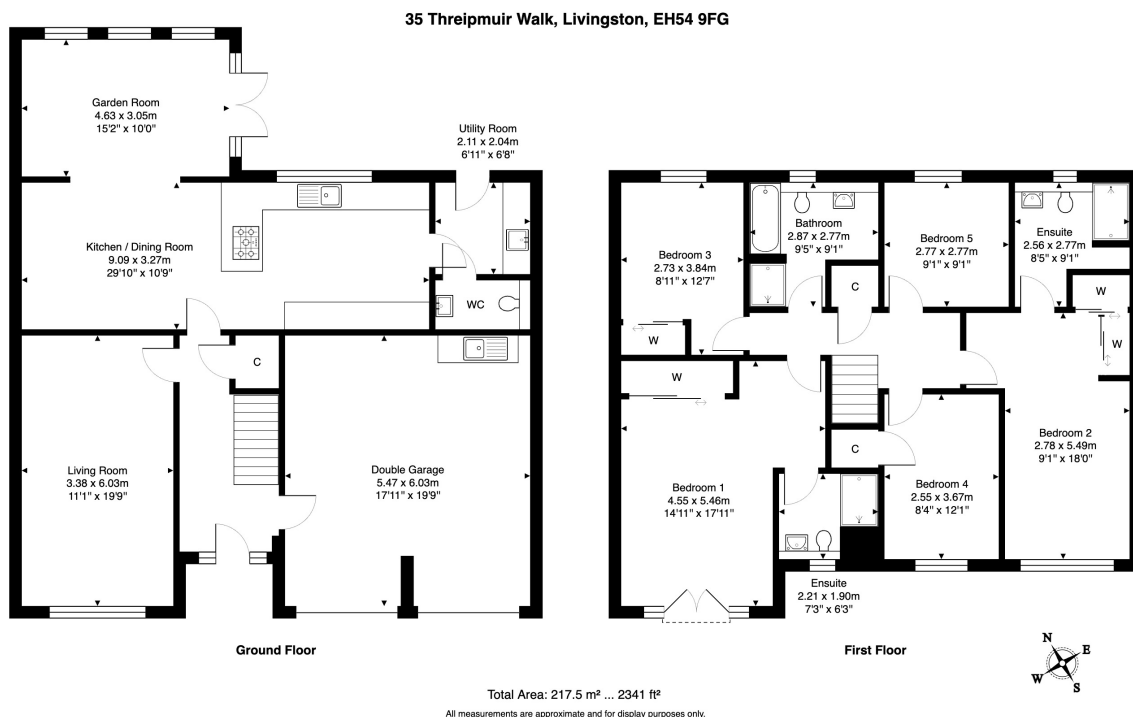 35 Threipmuir Walk, Livingston, EH54 9FG
Garden Room
4.63 x 3.05m
15'2" x 10'0"
Utility Room
2.11 x 2.04m
6'11" x 6'8"
Kitchen / Dining Room
9.09 x 3.27m
29'10" x 10'9"
WC
C
Living Room
3.38 x 6.03m
11'1" x 19'9"
Double Garage
5.47 x 6.03m
17'11" x 19'9"
Ground Floor
Bedroom 3
2.73 x 3.84m
8'11" x 12'7"
W
Bathroom
2.87 x 2.77m
9'5" x 9'1"
C
Bedroom 5
2.77 x 2.77m
9'1" x 9'1"
Ensuite
2.56 x 2.77m
8'5" x 9'1"
W
W
W
Bedroom 1
4.55 x 5.46m
14'11" x 17'11"
C
Bedroom 4
2.55 x 3.67m
8'4" x 12'1"
Bedroom 2
2.78 x 5.49m
9'1" x 18'0"
Ensuite
2.21 x 1.90m
7'3" x 6'3"
First Floor
N
E
W
S
Total Area: 217.5 m² ... 2341 ft²
All measurements are approximate and for display purposes only.